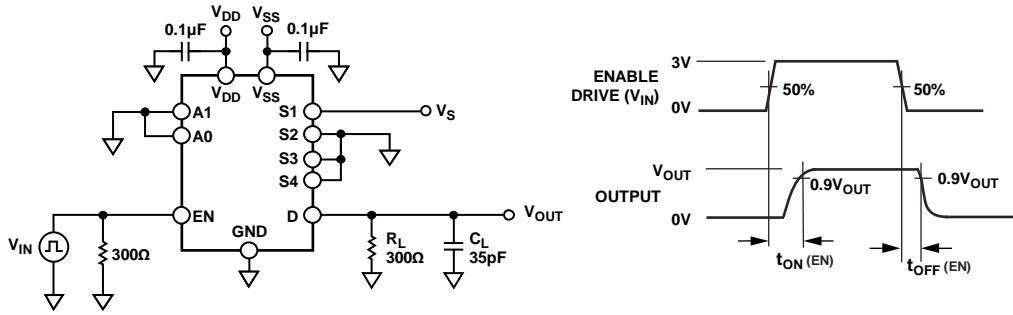 VDD VSS
0.1µF 0.1µF
VDD VSS
A1 S1 VS
A0 S2
S3
S4
EN D VOUT
GND
VIN 300Ω RL 300Ω CL 35pF
3V
ENABLE DRIVE (VIN) 50% 50%
0V
VOUT
0.9VOUT 0.9VOUT
OUTPUT
0V
tON (EN) tOFF (EN)